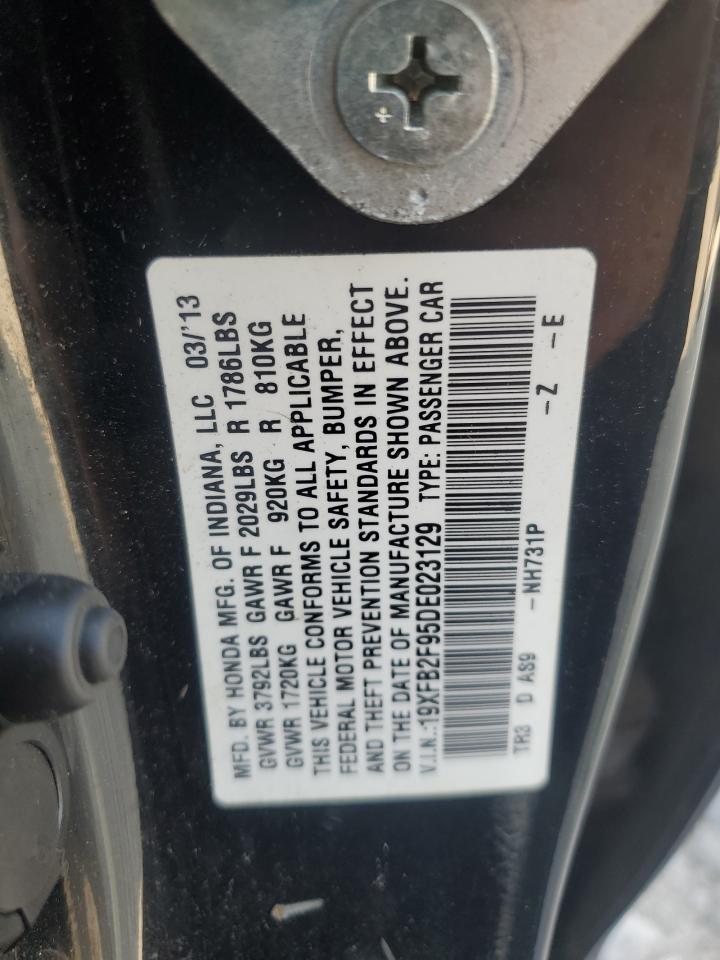 MFD. BY HONDA MFG. OF INDIANA, LLC 03/'13
GVWR 3792LBS GAWR F 2029LBS R 1786LBS
GVWR 1720KG GAWR F 920KG R 810KG
THIS VEHICLE CONFORMS TO ALL APPLICABLE
FEDERAL MOTOR VEHICLE SAFETY, BUMPER,
AND THEFT PREVENTION STANDARDS IN EFFECT
ON THE DATE OF MANUFACTURE SHOWN ABOVE.
V.I.N.:19XFB2F95DE023129 TYPE: PASSENGER CAR
TR3 D AS9 -NH731P -Z -E